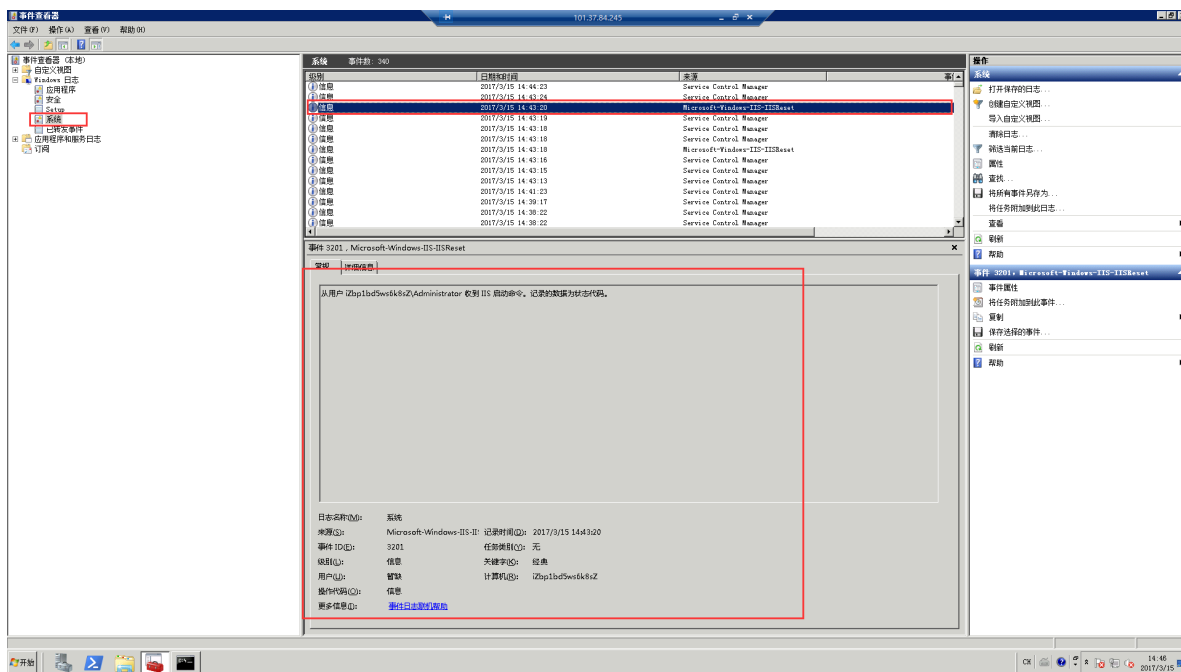 事件查看器
101.37.84.245
文件(F) 操作(A) 查看(V) 帮助(H)
事件查看器 (本地)
自定义视图
Windows 日志
应用程序
安全
Setup
系统
已转发事件
应用程序和服务日志
订阅
系统 事件数: 340
级别 日期和时间 来源 事
信息 2017/3/15 14:44:23 Service Control Manager
信息 2017/3/15 14:43:24 Service Control Manager
信息 2017/3/15 14:43:20 Microsoft-Windows-IIS-IISReset
信息 2017/3/15 14:43:19 Service Control Manager
信息 2017/3/15 14:43:18 Service Control Manager
信息 2017/3/15 14:43:18 Service Control Manager
信息 2017/3/15 14:43:18 Microsoft-Windows-IIS-IISReset
信息 2017/3/15 14:43:16 Service Control Manager
信息 2017/3/15 14:43:15 Service Control Manager
信息 2017/3/15 14:43:13 Service Control Manager
信息 2017/3/15 14:41:23 Service Control Manager
信息 2017/3/15 14:39:17 Service Control Manager
信息 2017/3/15 14:38:22 Service Control Manager
信息 2017/3/15 14:38:22 Service Control Manager
事件 3201，Microsoft-Windows-IIS-IISReset
常规 详细信息
从用户 iZbp1bd5ws6k8sZ\Administrator 收到 IIS 启动命令。记录的数据为状态代码。
日志名称(M): 系统
来源(S): Microsoft-Windows-IIS-II 记录时间(D): 2017/3/15 14:43:20
事件 ID(E): 3201 任务类别(Y): 无
级别(L): 信息 关键字(K): 经典
用户(U): 暂缺 计算机(R): iZbp1bd5ws6k8sZ
操作代码(O): 信息
更多信息(I): 事件日志联机帮助
操作
系统
打开保存的日志...
创建自定义视图...
导入自定义视图...
清除日志...
筛选当前日志...
属性
查找...
将所有事件另存为...
将任务附加到此日志...
查看
刷新
帮助
事件 3201，Microsoft-Windows-IIS-IISReset
事件属性
将任务附加到此事件...
复制
保存选择的事件...
刷新
帮助
开始
CH
14:46
2017/3/15